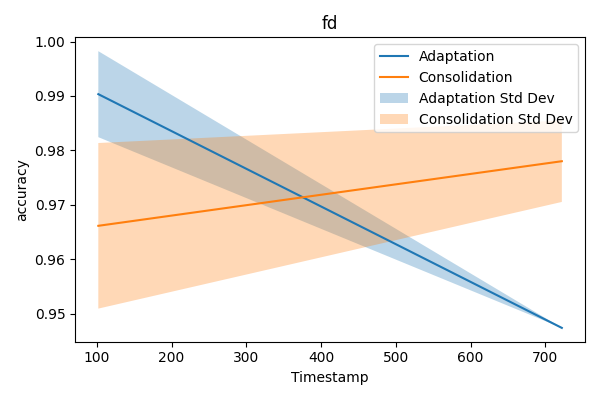 fd
Adaptation
Consolidation
Adaptation Std Dev
Consolidation Std Dev
accuracy
1.00
0.99
0.98
0.97
0.96
0.95
100 200 300 400 500 600 700
Timestamp